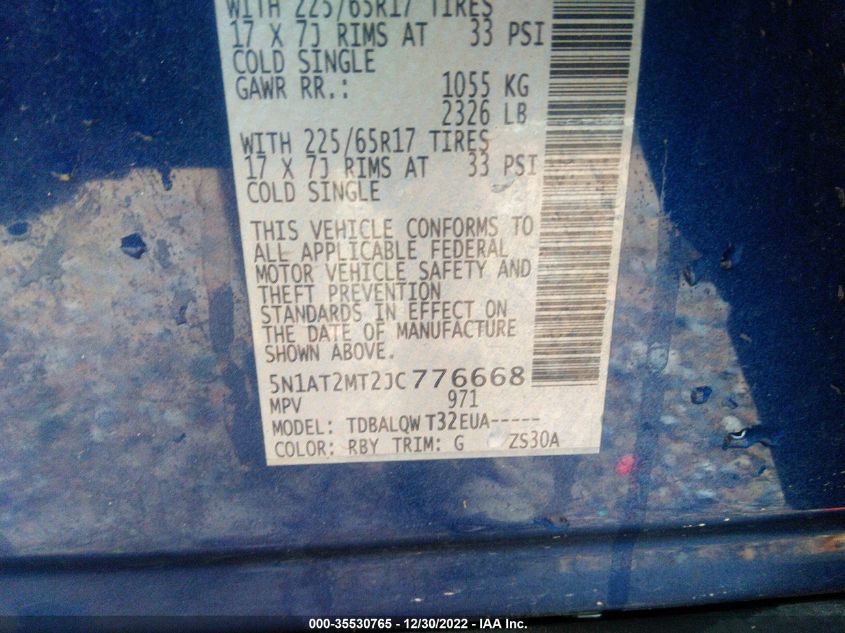 WITH 225/65R17 TIRES
17 X 7J RIMS AT 33 PSI
COLD SINGLE
GAWR RR.: 1055 KG
2326 LB
WITH 225/65R17 TIRES
17 X 7J RIMS AT 33 PSI
COLD SINGLE
THIS VEHICLE CONFORMS TO
ALL APPLICABLE FEDERAL
MOTOR VEHICLE SAFETY AND
THEFT PREVENTION
STANDARDS IN EFFECT ON
THE DATE OF MANUFACTURE
SHOWN ABOVE.
5N1AT2MT2JC776668
MPV 971
MODEL: TDBALQW T32EUA-----
COLOR: RBY TRIM: G ZS30A
000-35530765 - 12/30/2022 - IAA Inc.